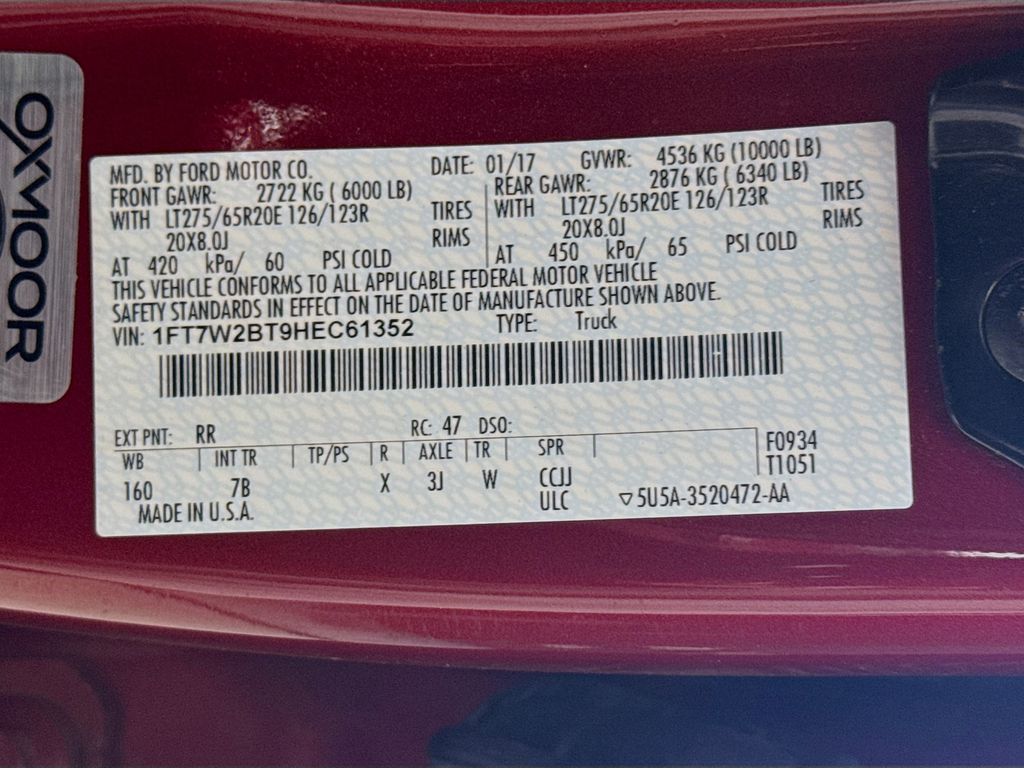 OXMOOR
MFD. BY FORD MOTOR CO. DATE: 01/17 GVWR: 4536 KG (10000 LB)
FRONT GAWR: 2722 KG ( 6000 LB) REAR GAWR: 2876 KG ( 6340 LB)
WITH LT275/65R20E 126/123R TIRES WITH LT275/65R20E 126/123R TIRES
20X8.0J RIMS 20X8.0J RIMS
AT 420 kPa/ 60 PSI COLD AT 450 kPa/ 65 PSI COLD
THIS VEHICLE CONFORMS TO ALL APPLICABLE FEDERAL MOTOR VEHICLE
SAFETY STANDARDS IN EFFECT ON THE DATE OF MANUFACTURE SHOWN ABOVE.
VIN: 1FT7W2BT9HEC61352 TYPE: Truck
EXT PNT: RR RC: 47 DSO:
WB INT TR TP/PS R AXLE TR SPR F0934
160 7B X 3J W CCJJ T1051
MADE IN U.S.A. ULC ▽5U5A-3520472-AA